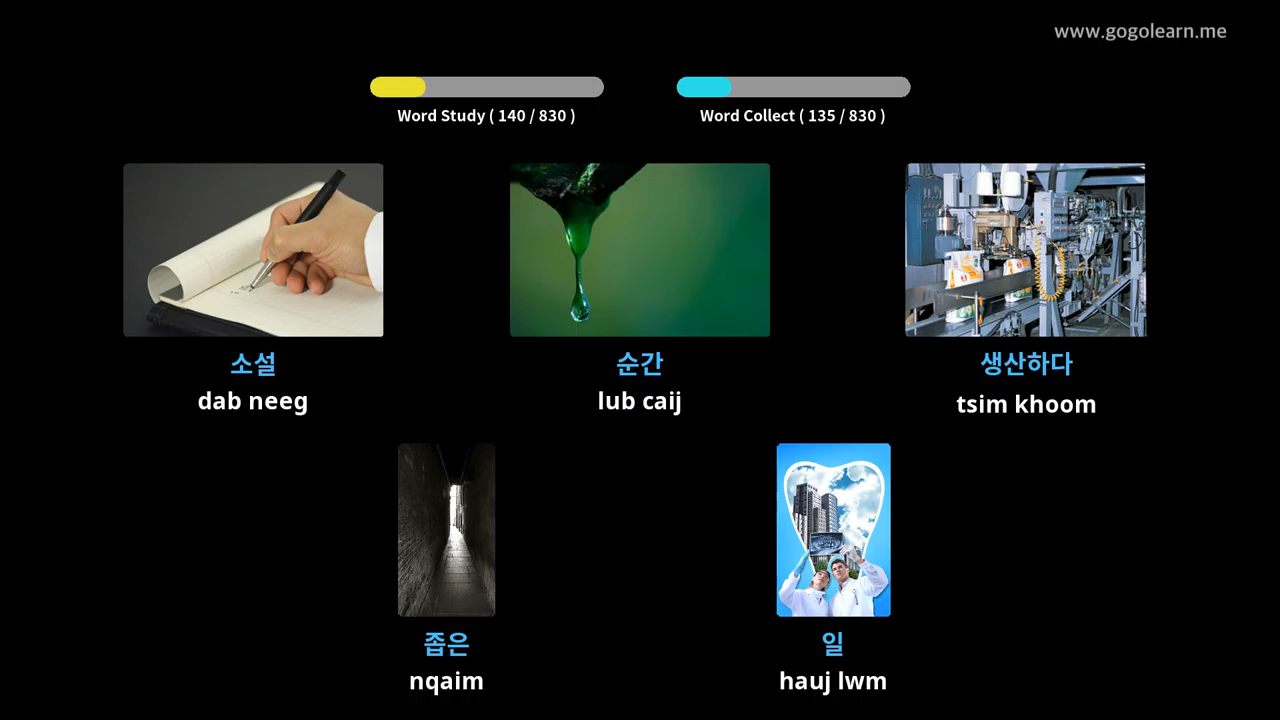 www.gogolearn.me
Word Study ( 140 / 830 )
Word Collect ( 135 / 830 )
소설
dab neeg
순간
lub caij
생산하다
tsim khoom
좁은
nqaim
일
hauj lwm